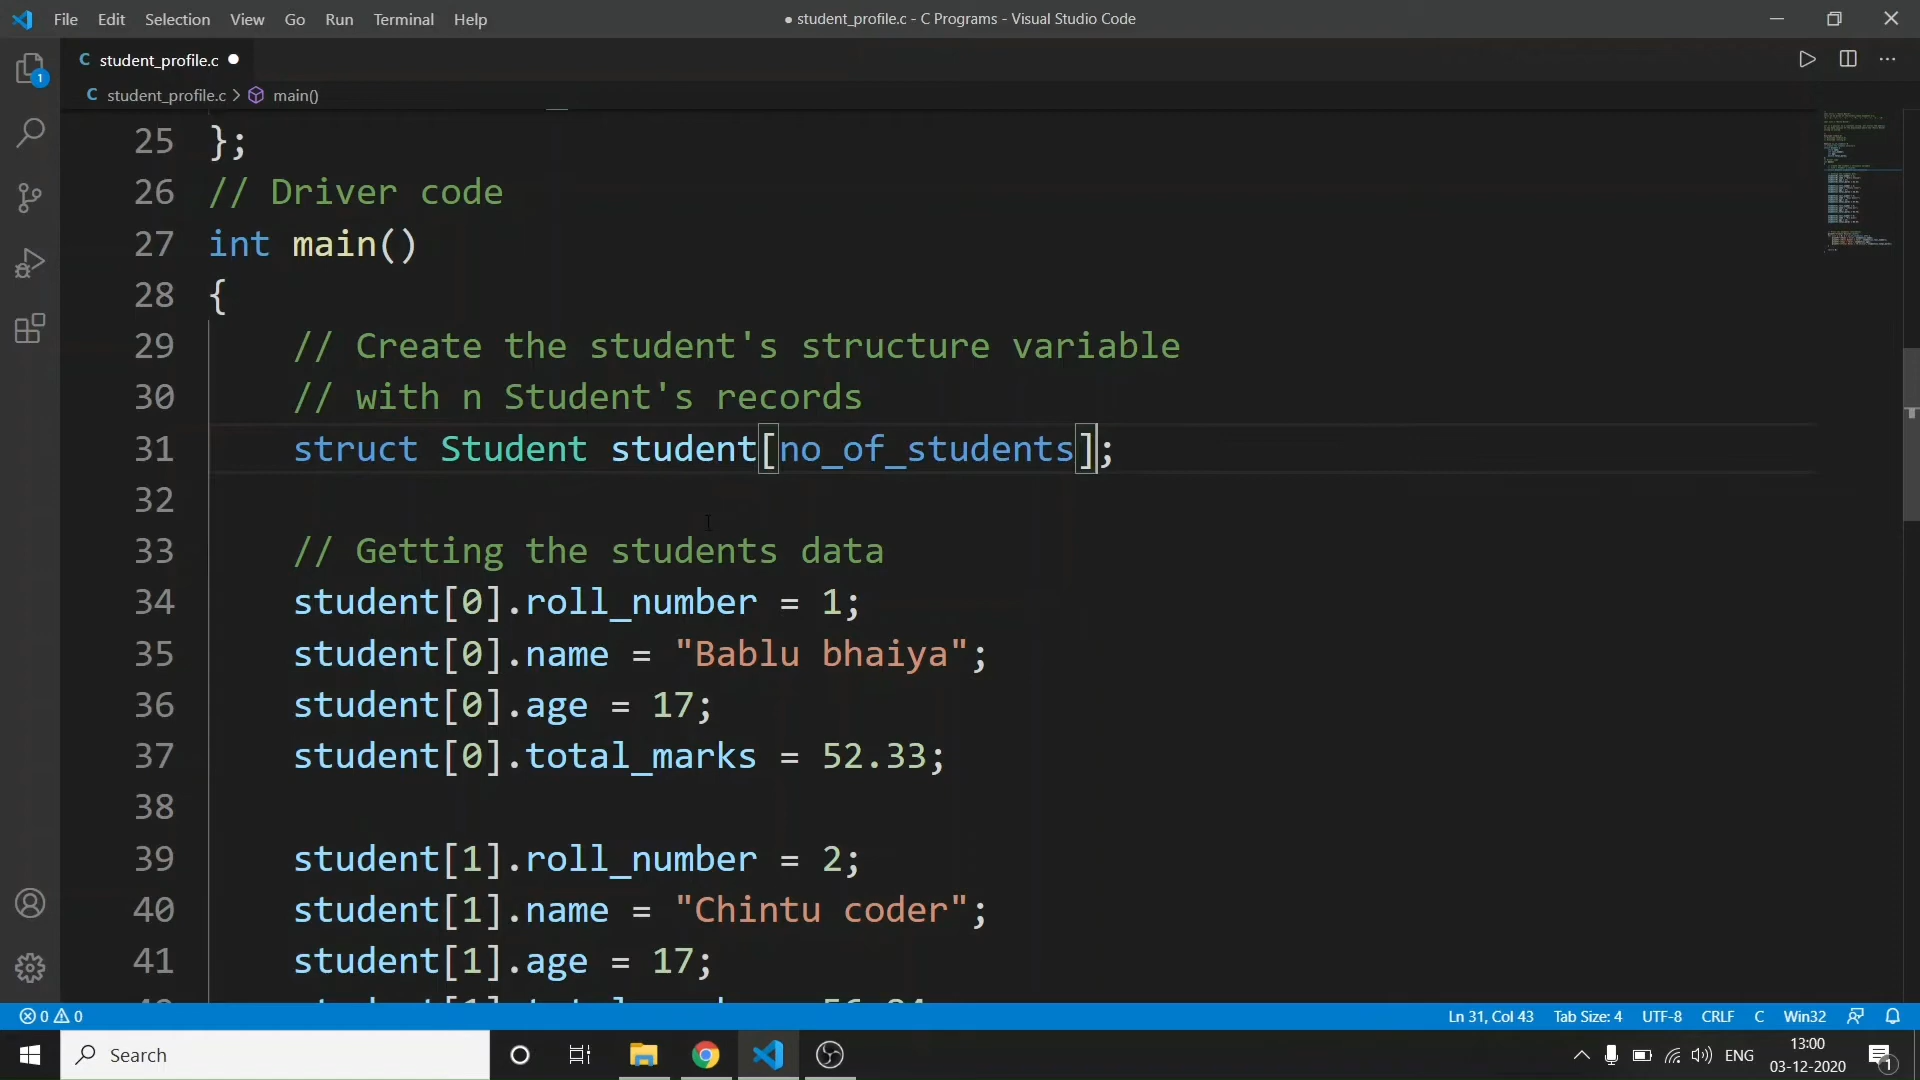 File Edit Selection View Go Run Terminal Help
● student_profile.c - C Programs - Visual Studio Code
C student_profile.c ●
C student_profile.c > main()
1
25 };
26 // Driver code
27 int main()
28 {
29 // Create the student's structure variable
30 // with n Student's records
31 struct Student student[no_of_students];
32
33 // Getting the students data
34 student[0].roll_number = 1;
35 student[0].name = "Bablu bhaiya";
36 student[0].age = 17;
37 student[0].total_marks = 52.33;
38
39 student[1].roll_number = 2;
40 student[1].name = "Chintu coder";
41 student[1].age = 17;
0 0
Ln 31, Col 43 Tab Size: 4 UTF-8 CRLF C Win32
Search
ENG
13:00
03-12-2020
1